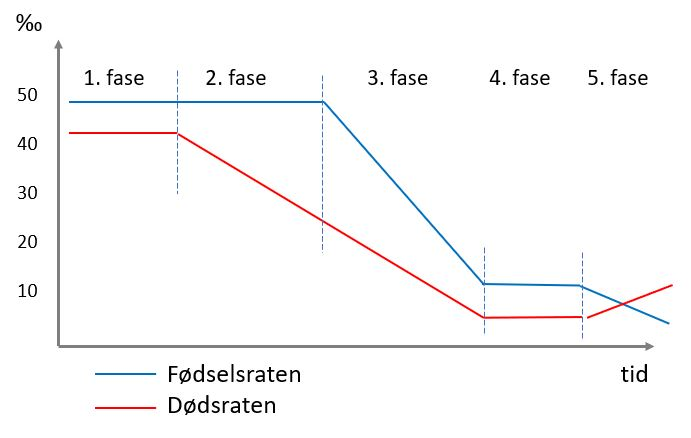 ‰
1. fase 2. fase 3. fase 4. fase 5. fase
50
40
30
20
10
Fødselsraten
tid
Dødsraten